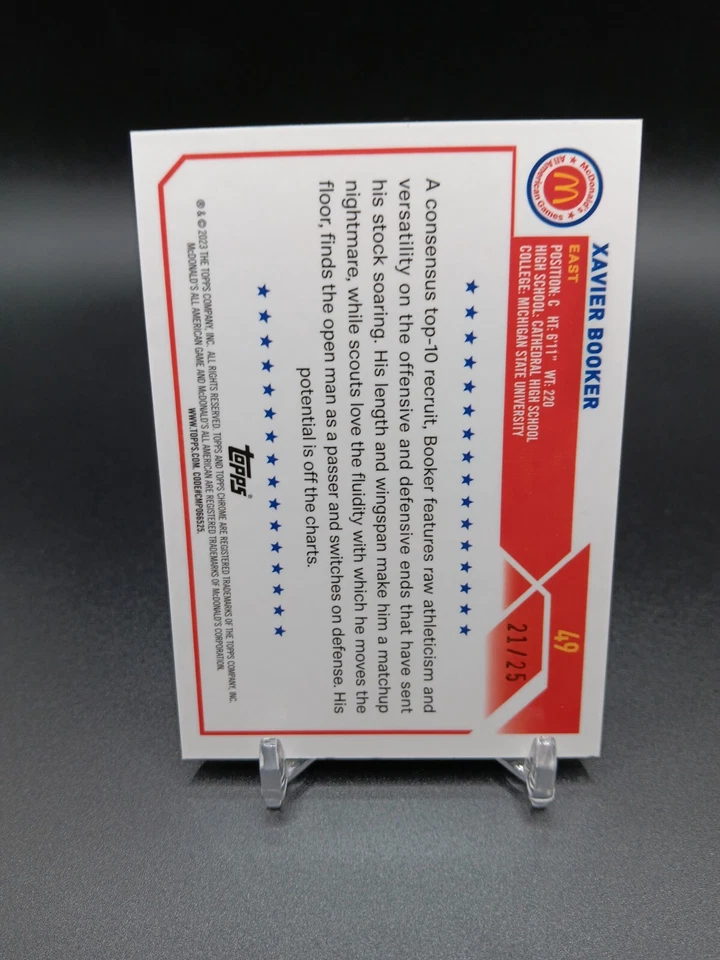 McDonald's
All American Games
XAVIER BOOKER
EAST
POSITION: C HT: 6'11" WT: 220
HIGH SCHOOL: CATHEDRAL HIGH SCHOOL
COLLEGE: MICHIGAN STATE UNIVERSITY
49
21/25
A consensus top-10 recruit, Booker features raw athleticism and
versatility on the offensive and defensive ends that have sent
his stock soaring. His length and wingspan make him a matchup
nightmare, while scouts love the fluidity with which he moves the
floor, finds the open man as a passer and switches on defense. His
potential is off the charts.
topps®
® & © 2023 THE TOPPS COMPANY, INC. ALL RIGHTS RESERVED. TOPPS AND TOPPS CHROME ARE REGISTERED TRADEMARKS OF THE TOPPS COMPANY, INC.
McDONALD'S ALL AMERICAN GAME AND McDONALD'S ALL AMERICAN ARE REGISTERED TRADEMARKS OF McDONALD'S CORPORATION.
WWW.TOPPS.COM. CODE#CMP066525.